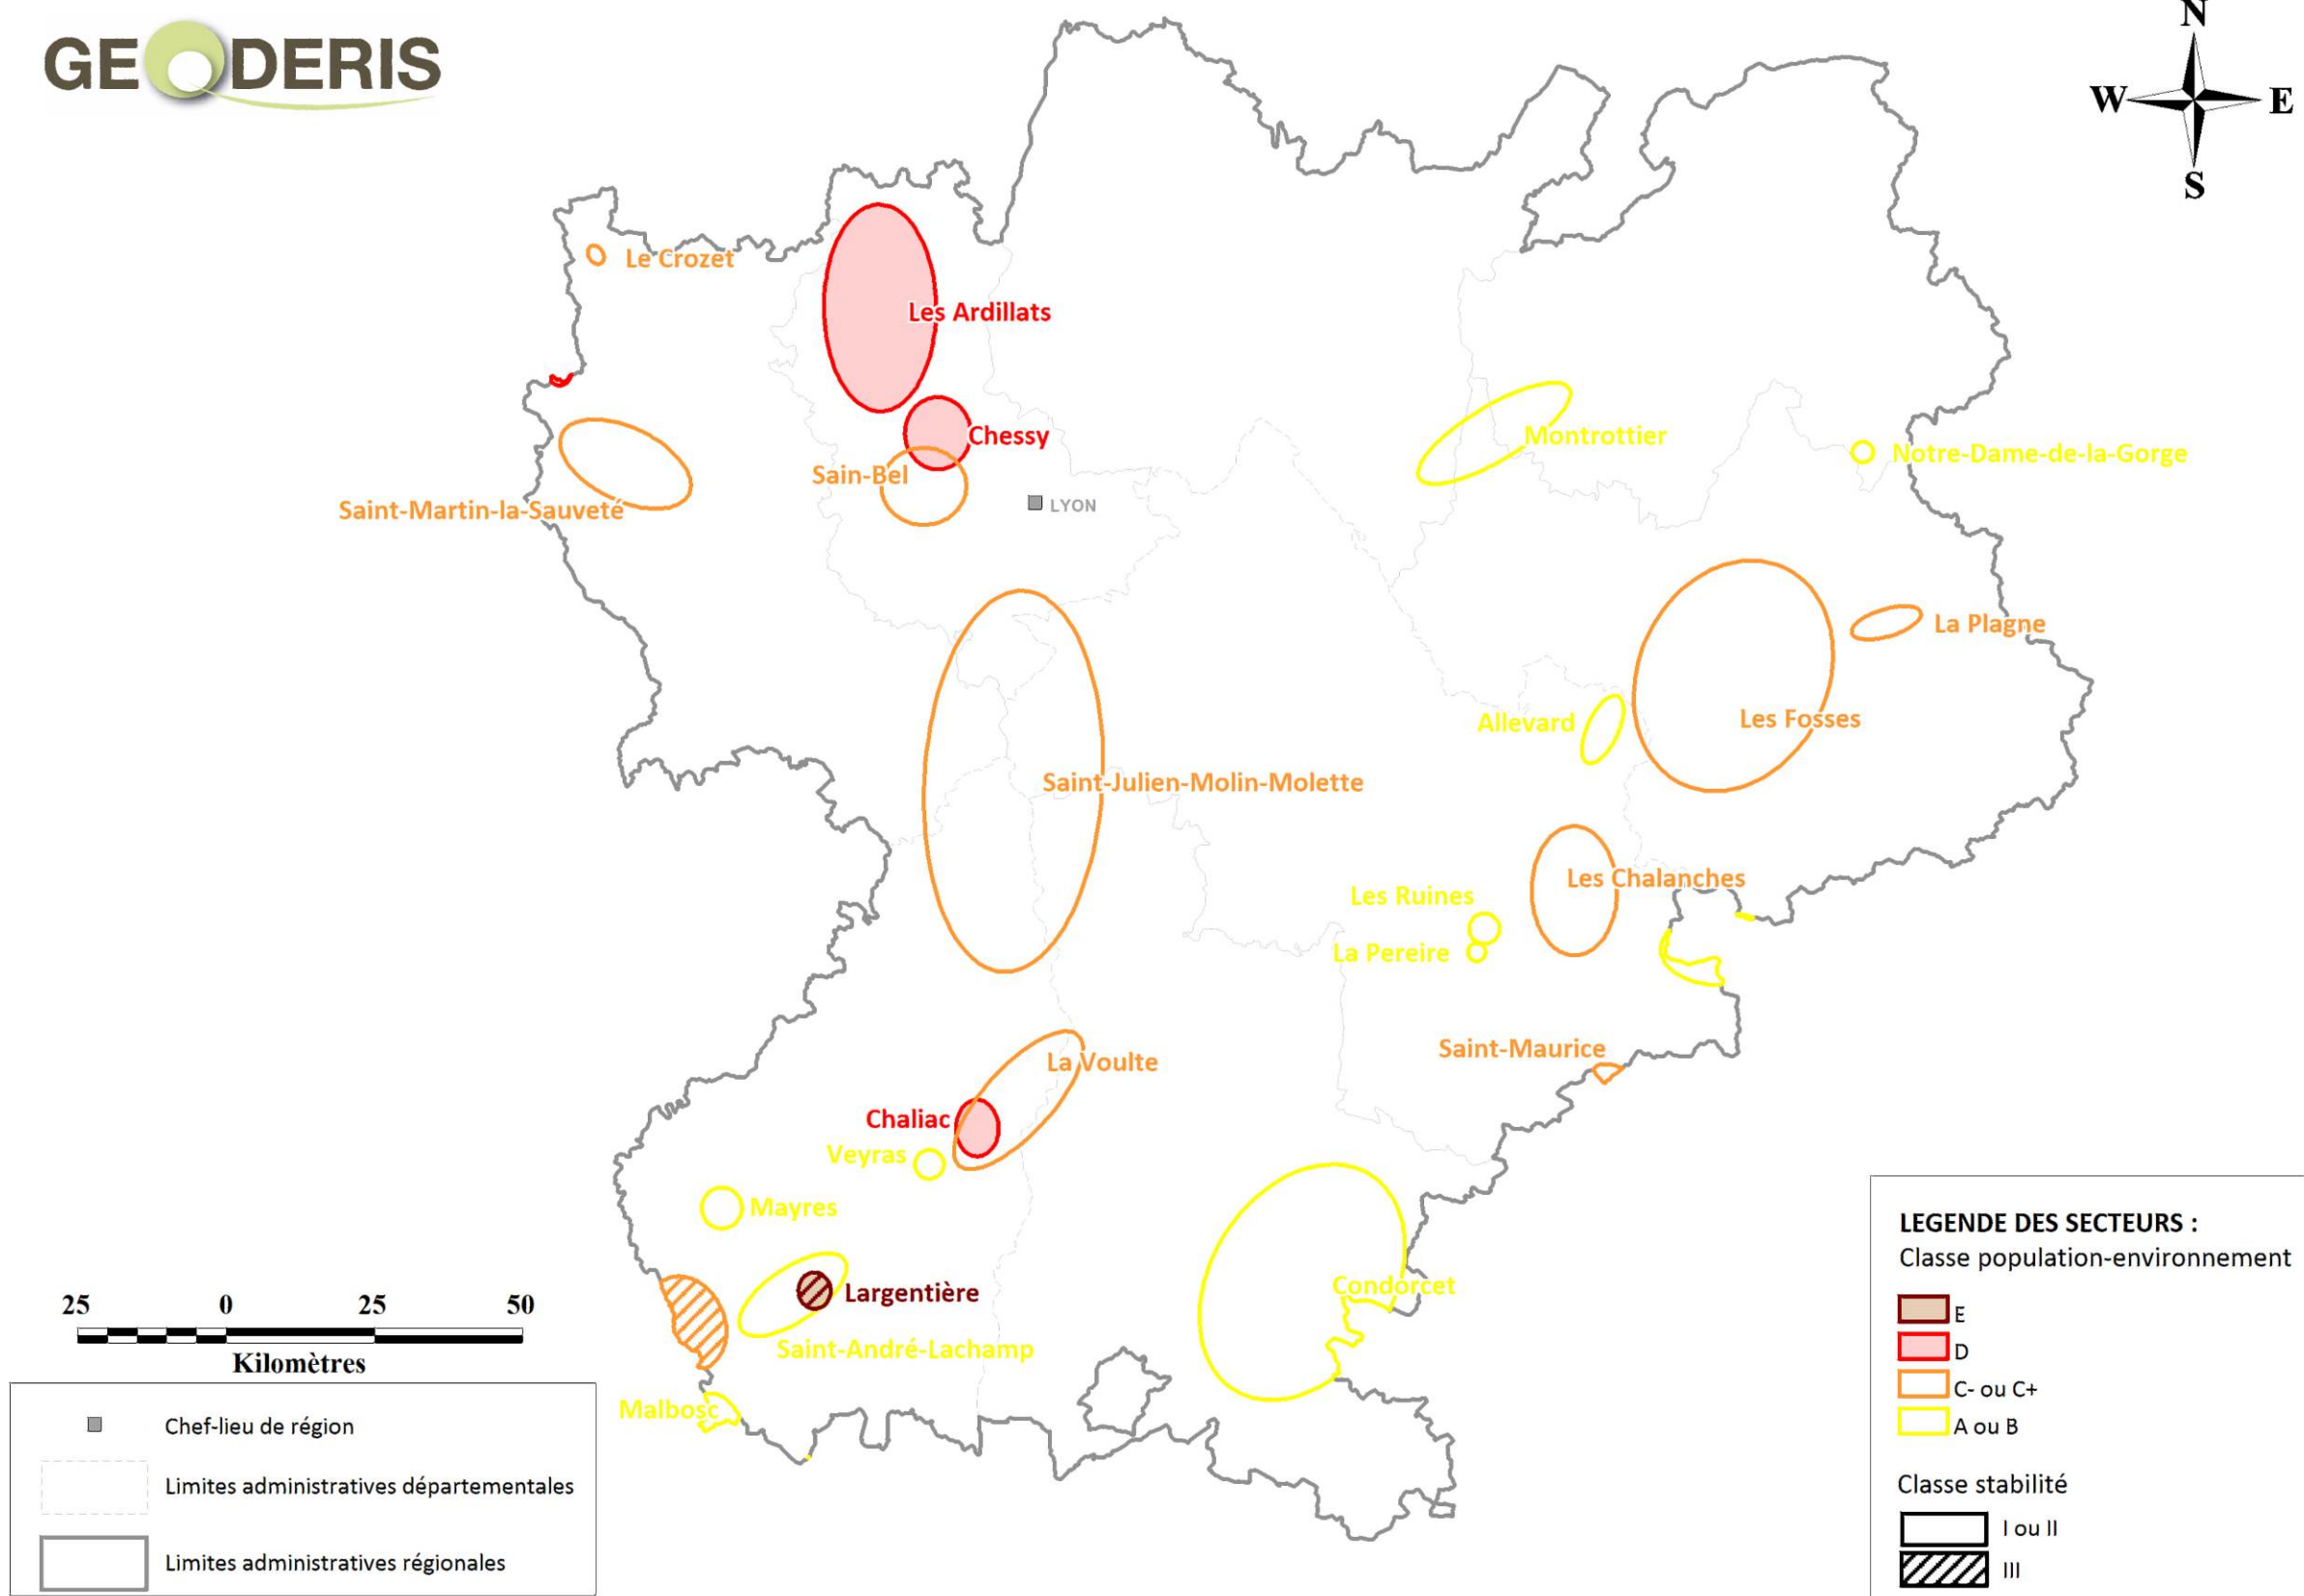 GEODERIS
N
W
E
S
Le Crozet
Les Ardillats
Chessy
Montrottier
Notre-Dame-de-la-Gorge
Sain-Bel
Saint-Martin-la-Sauveté
LYON
La Plagne
Les Fosses
Allevard
Saint-Julien-Molin-Molette
Les Chalanches
Les Ruines
La Pereire
Saint-Maurice
La Voulte
Chaliac
Veyras
Mayres
Condorcet
Largentière
Saint-André-Lachamp
Malbosc
25 0 25 50
Kilomètres
Chef-lieu de région
Limites administratives départementales
Limites administratives régionales
LEGENDE DES SECTEURS :
Classe population-environnement
E
D
C- ou C+
A ou B
Classe stabilité
I ou II
III